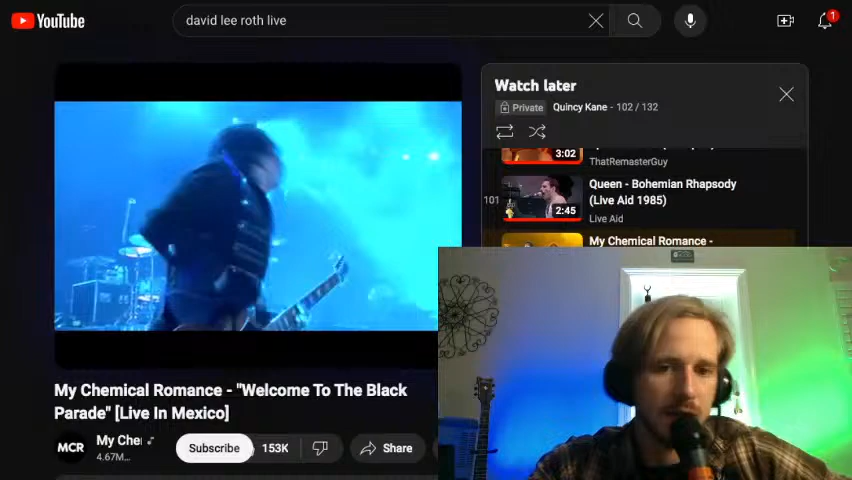 YouTube
david lee roth live
1
Watch later
Private
Quincy Kane - 102 / 132
3:02
ThatRemasterGuy
101
Queen - Bohemian Rhapsody
(Live Aid 1985)
2:45
Live Aid
My Chemical Romance -
My Chemical Romance - "Welcome To The Black
Parade" [Live In Mexico]
MCR
My Che
4.67M...
Subscribe
153K
Share